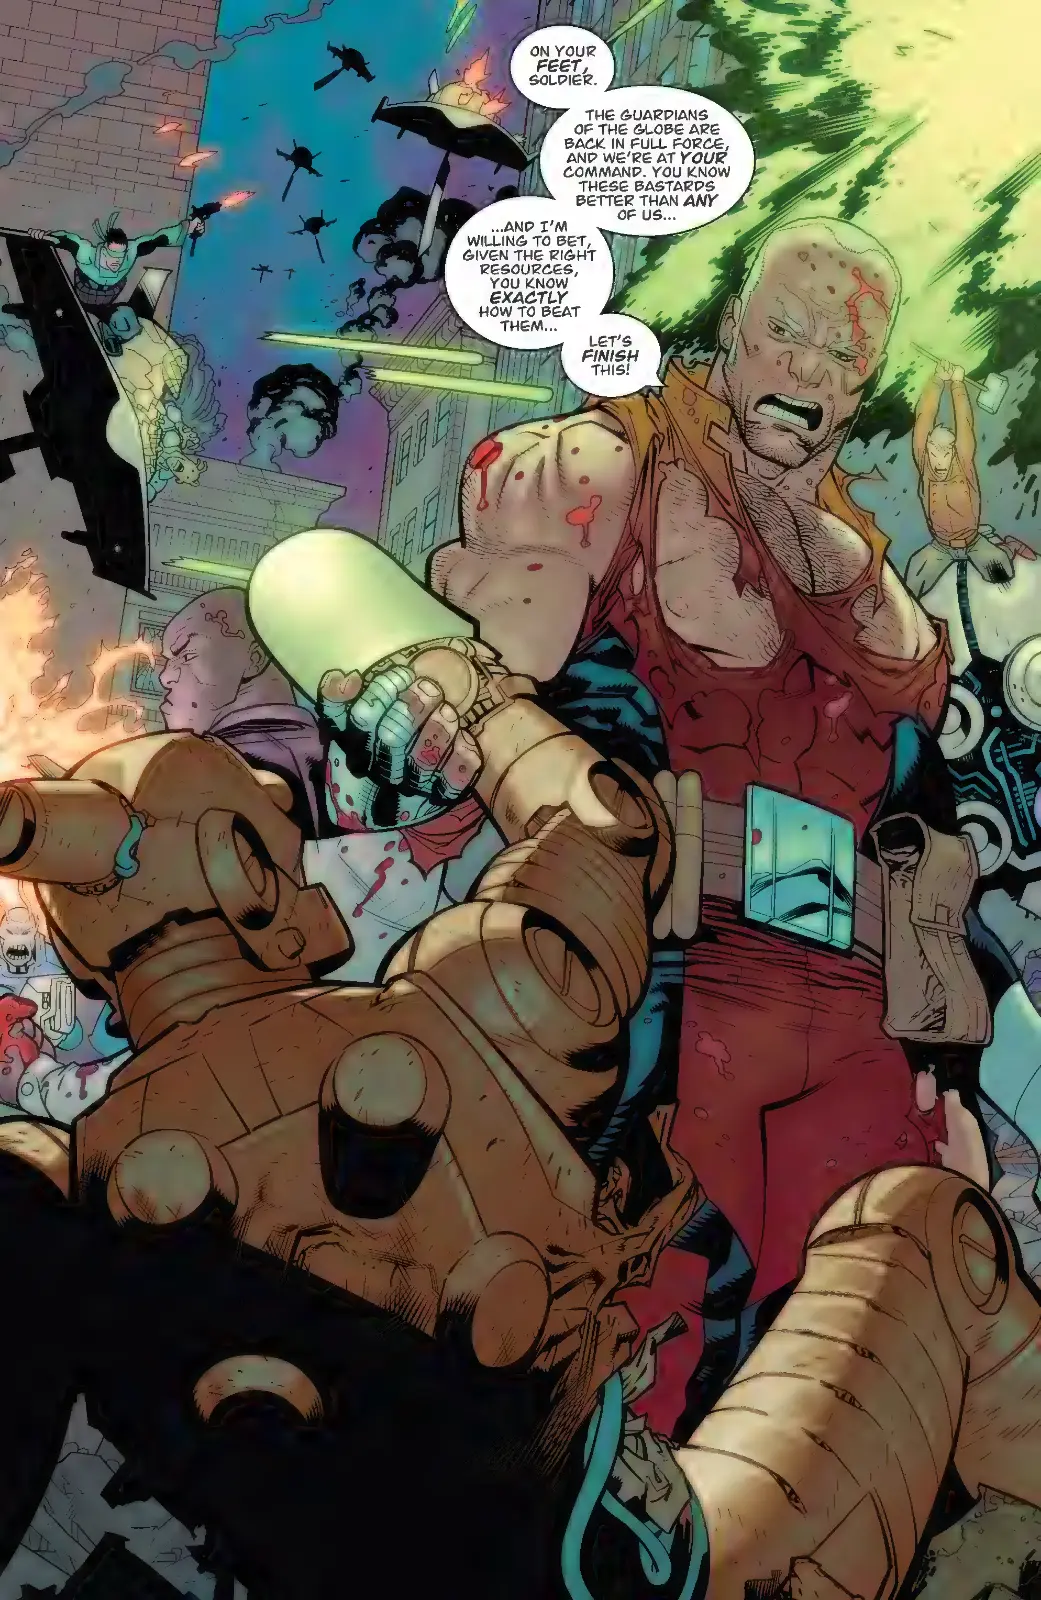 ON YOUR
FEET,
SOLDIER.
THE GUARDIANS
OF THE GLOBE ARE
BACK IN FULL FORCE,
AND WE'RE AT YOUR
COMMAND. YOU KNOW
THESE BASTARDS
BETTER THAN ANY
OF US...
...AND I'M
WILLING TO BET,
GIVEN THE RIGHT
RESOURCES,
YOU KNOW
EXACTLY
HOW TO BEAT
THEM...
LET'S
FINISH
THIS!